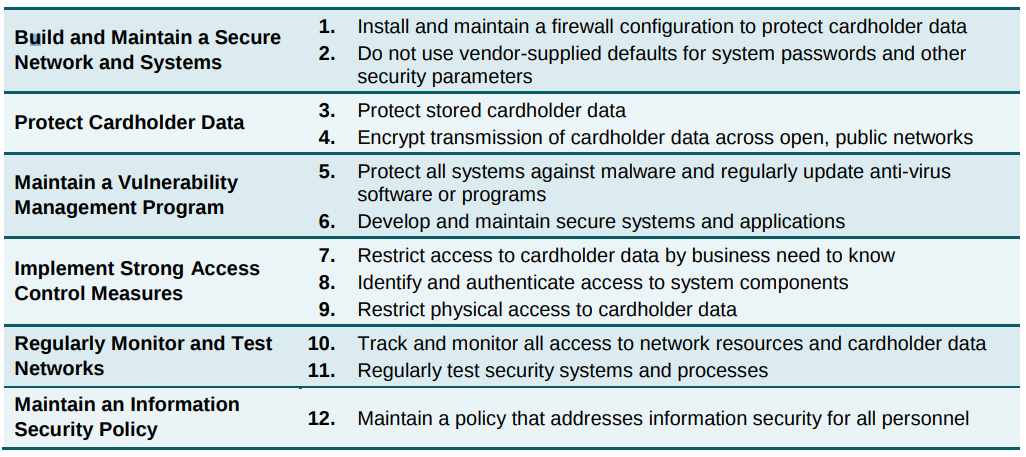 Build and Maintain a Secure
Network and Systems
1. Install and maintain a firewall configuration to protect cardholder data
2. Do not use vendor-supplied defaults for system passwords and other
security parameters
Protect Cardholder Data
3. Protect stored cardholder data
4. Encrypt transmission of cardholder data across open, public networks
Maintain a Vulnerability
Management Program
5. Protect all systems against malware and regularly update anti-virus
software or programs
6. Develop and maintain secure systems and applications
Implement Strong Access
Control Measures
7. Restrict access to cardholder data by business need to know
8. Identify and authenticate access to system components
9. Restrict physical access to cardholder data
Regularly Monitor and Test
Networks
10. Track and monitor all access to network resources and cardholder data
11. Regularly test security systems and processes
Maintain an Information
Security Policy
12. Maintain a policy that addresses information security for all personnel